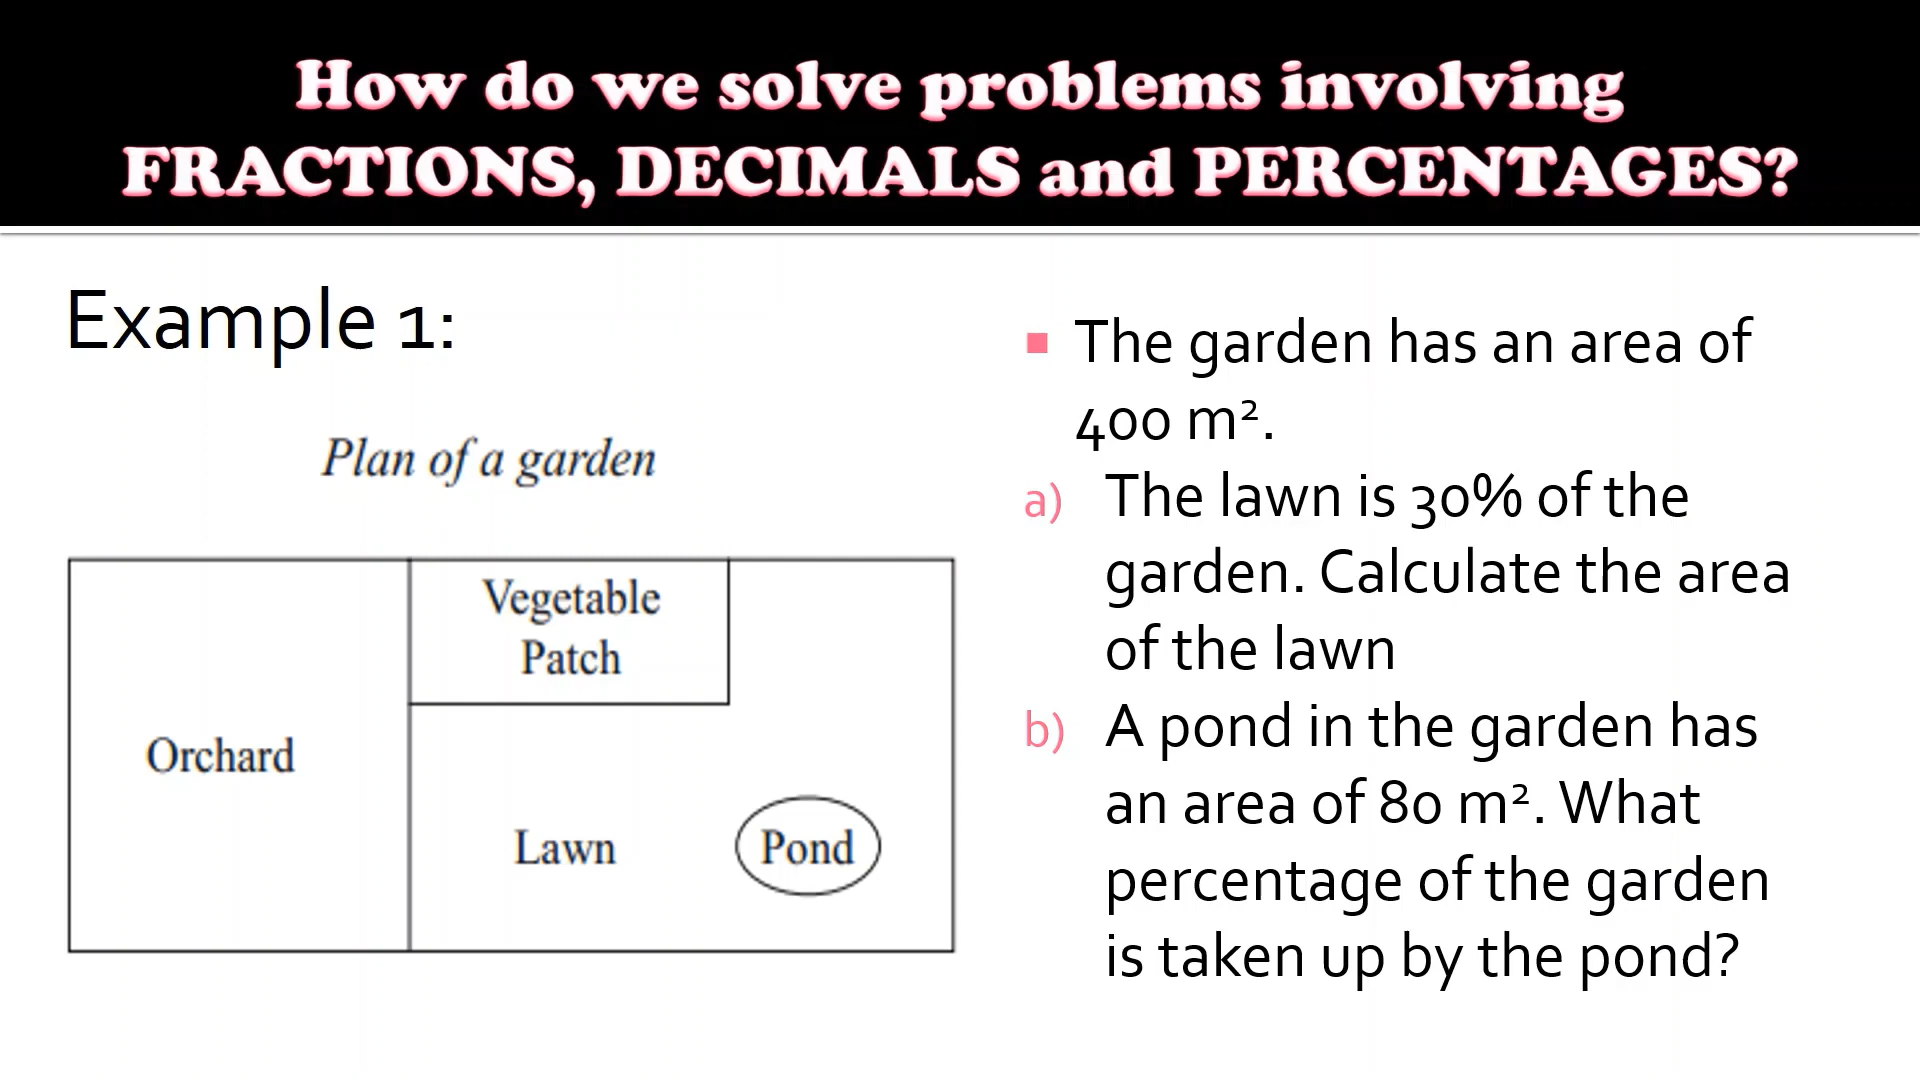 How do we solve problems involving
FRACTIONS, DECIMALS and PERCENTAGES?
Example 1:
Plan of a garden
Vegetable
Patch
Orchard
Lawn
Pond
The garden has an area of
400 m².
a) The lawn is 30% of the
garden. Calculate the area
of the lawn
b) A pond in the garden has
an area of 80 m². What
percentage of the garden
is taken up by the pond?